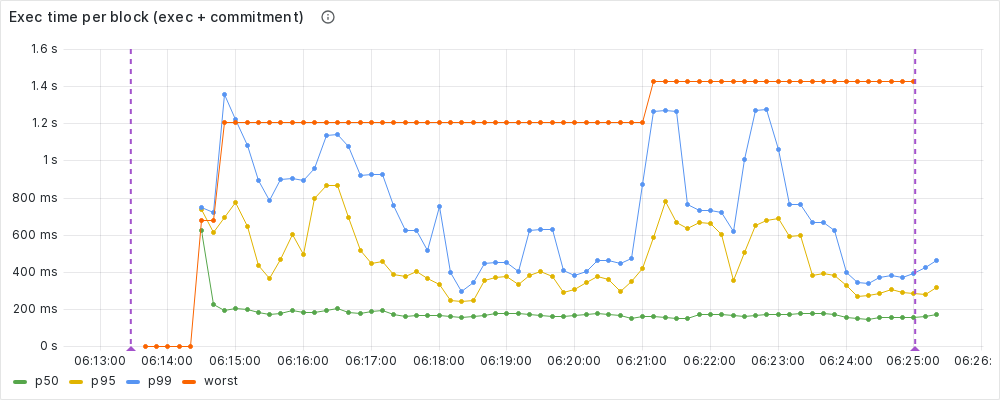 Exec time per block (exec + commitment)
1.6 s
1.4 s
1.2 s
1 s
800 ms
600 ms
400 ms
200 ms
0 s
06:13:00 06:14:00 06:15:00 06:16:00 06:17:00 06:18:00 06:19:00 06:20:00 06:21:00 06:22:00 06:23:00 06:24:00 06:25:00 06:26:
p50 p95 p99 worst